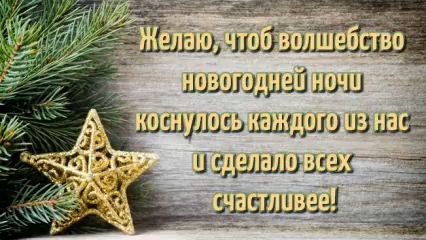 Желаю, чтоб волшебство
новогодней ночи
коснулось каждого из нас
и сделало всех
счастливее!